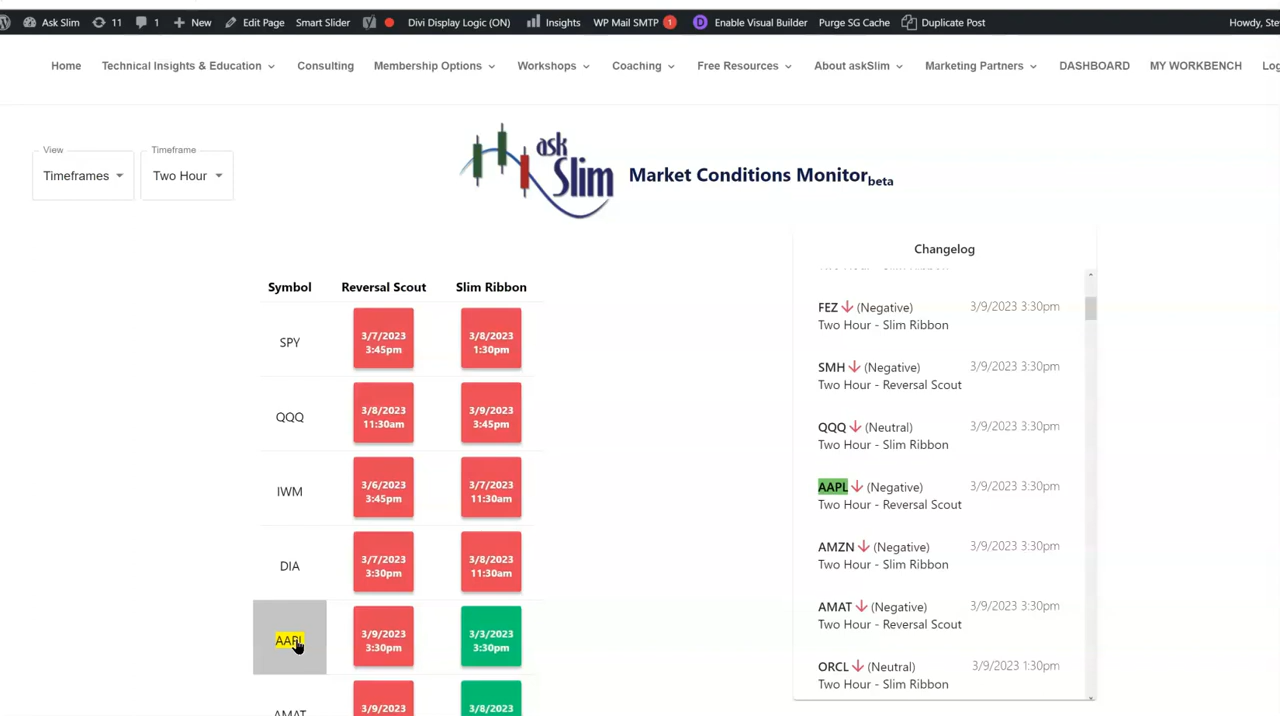 Ask Slim 11 1 New Edit Page Smart Slider Divi Display Logic (ON) Insights WP Mail SMTP 1 D Enable Visual Builder Purge SG Cache Duplicate Post Howdy,
Home Technical Insights & Education Consulting Membership Options Workshops Coaching Free Resources About askSlim Marketing Partners DASHBOARD MY WORKBENCH
View
Timeframes
Timeframe
Two Hour
ask
Slim
Market Conditions Monitor beta
Symbol Reversal Scout Slim Ribbon
SPY 3/7/2023 3:45pm 3/8/2023 1:30pm
QQQ 3/8/2023 11:30am 3/9/2023 3:45pm
IWM 3/6/2023 3:45pm 3/7/2023 11:30am
DIA 3/7/2023 3:30pm 3/8/2023 11:30am
AAPL 3/9/2023 3:30pm 3/3/2023 3:30pm
AMAT 3/9/2023 3/8/2023
Changelog
Two Hour - Slim Ribbon
FEZ ↓ (Negative) 3/9/2023 3:30pm
Two Hour - Slim Ribbon
SMH ↓ (Negative) 3/9/2023 3:30pm
Two Hour - Reversal Scout
QQQ ↓ (Neutral) 3/9/2023 3:30pm
Two Hour - Slim Ribbon
AAPL ↓ (Negative) 3/9/2023 3:30pm
Two Hour - Reversal Scout
AMZN ↓ (Negative) 3/9/2023 3:30pm
Two Hour - Slim Ribbon
AMAT ↓ (Negative) 3/9/2023 3:30pm
Two Hour - Reversal Scout
ORCL ↓ (Neutral) 3/9/2023 1:30pm
Two Hour - Slim Ribbon